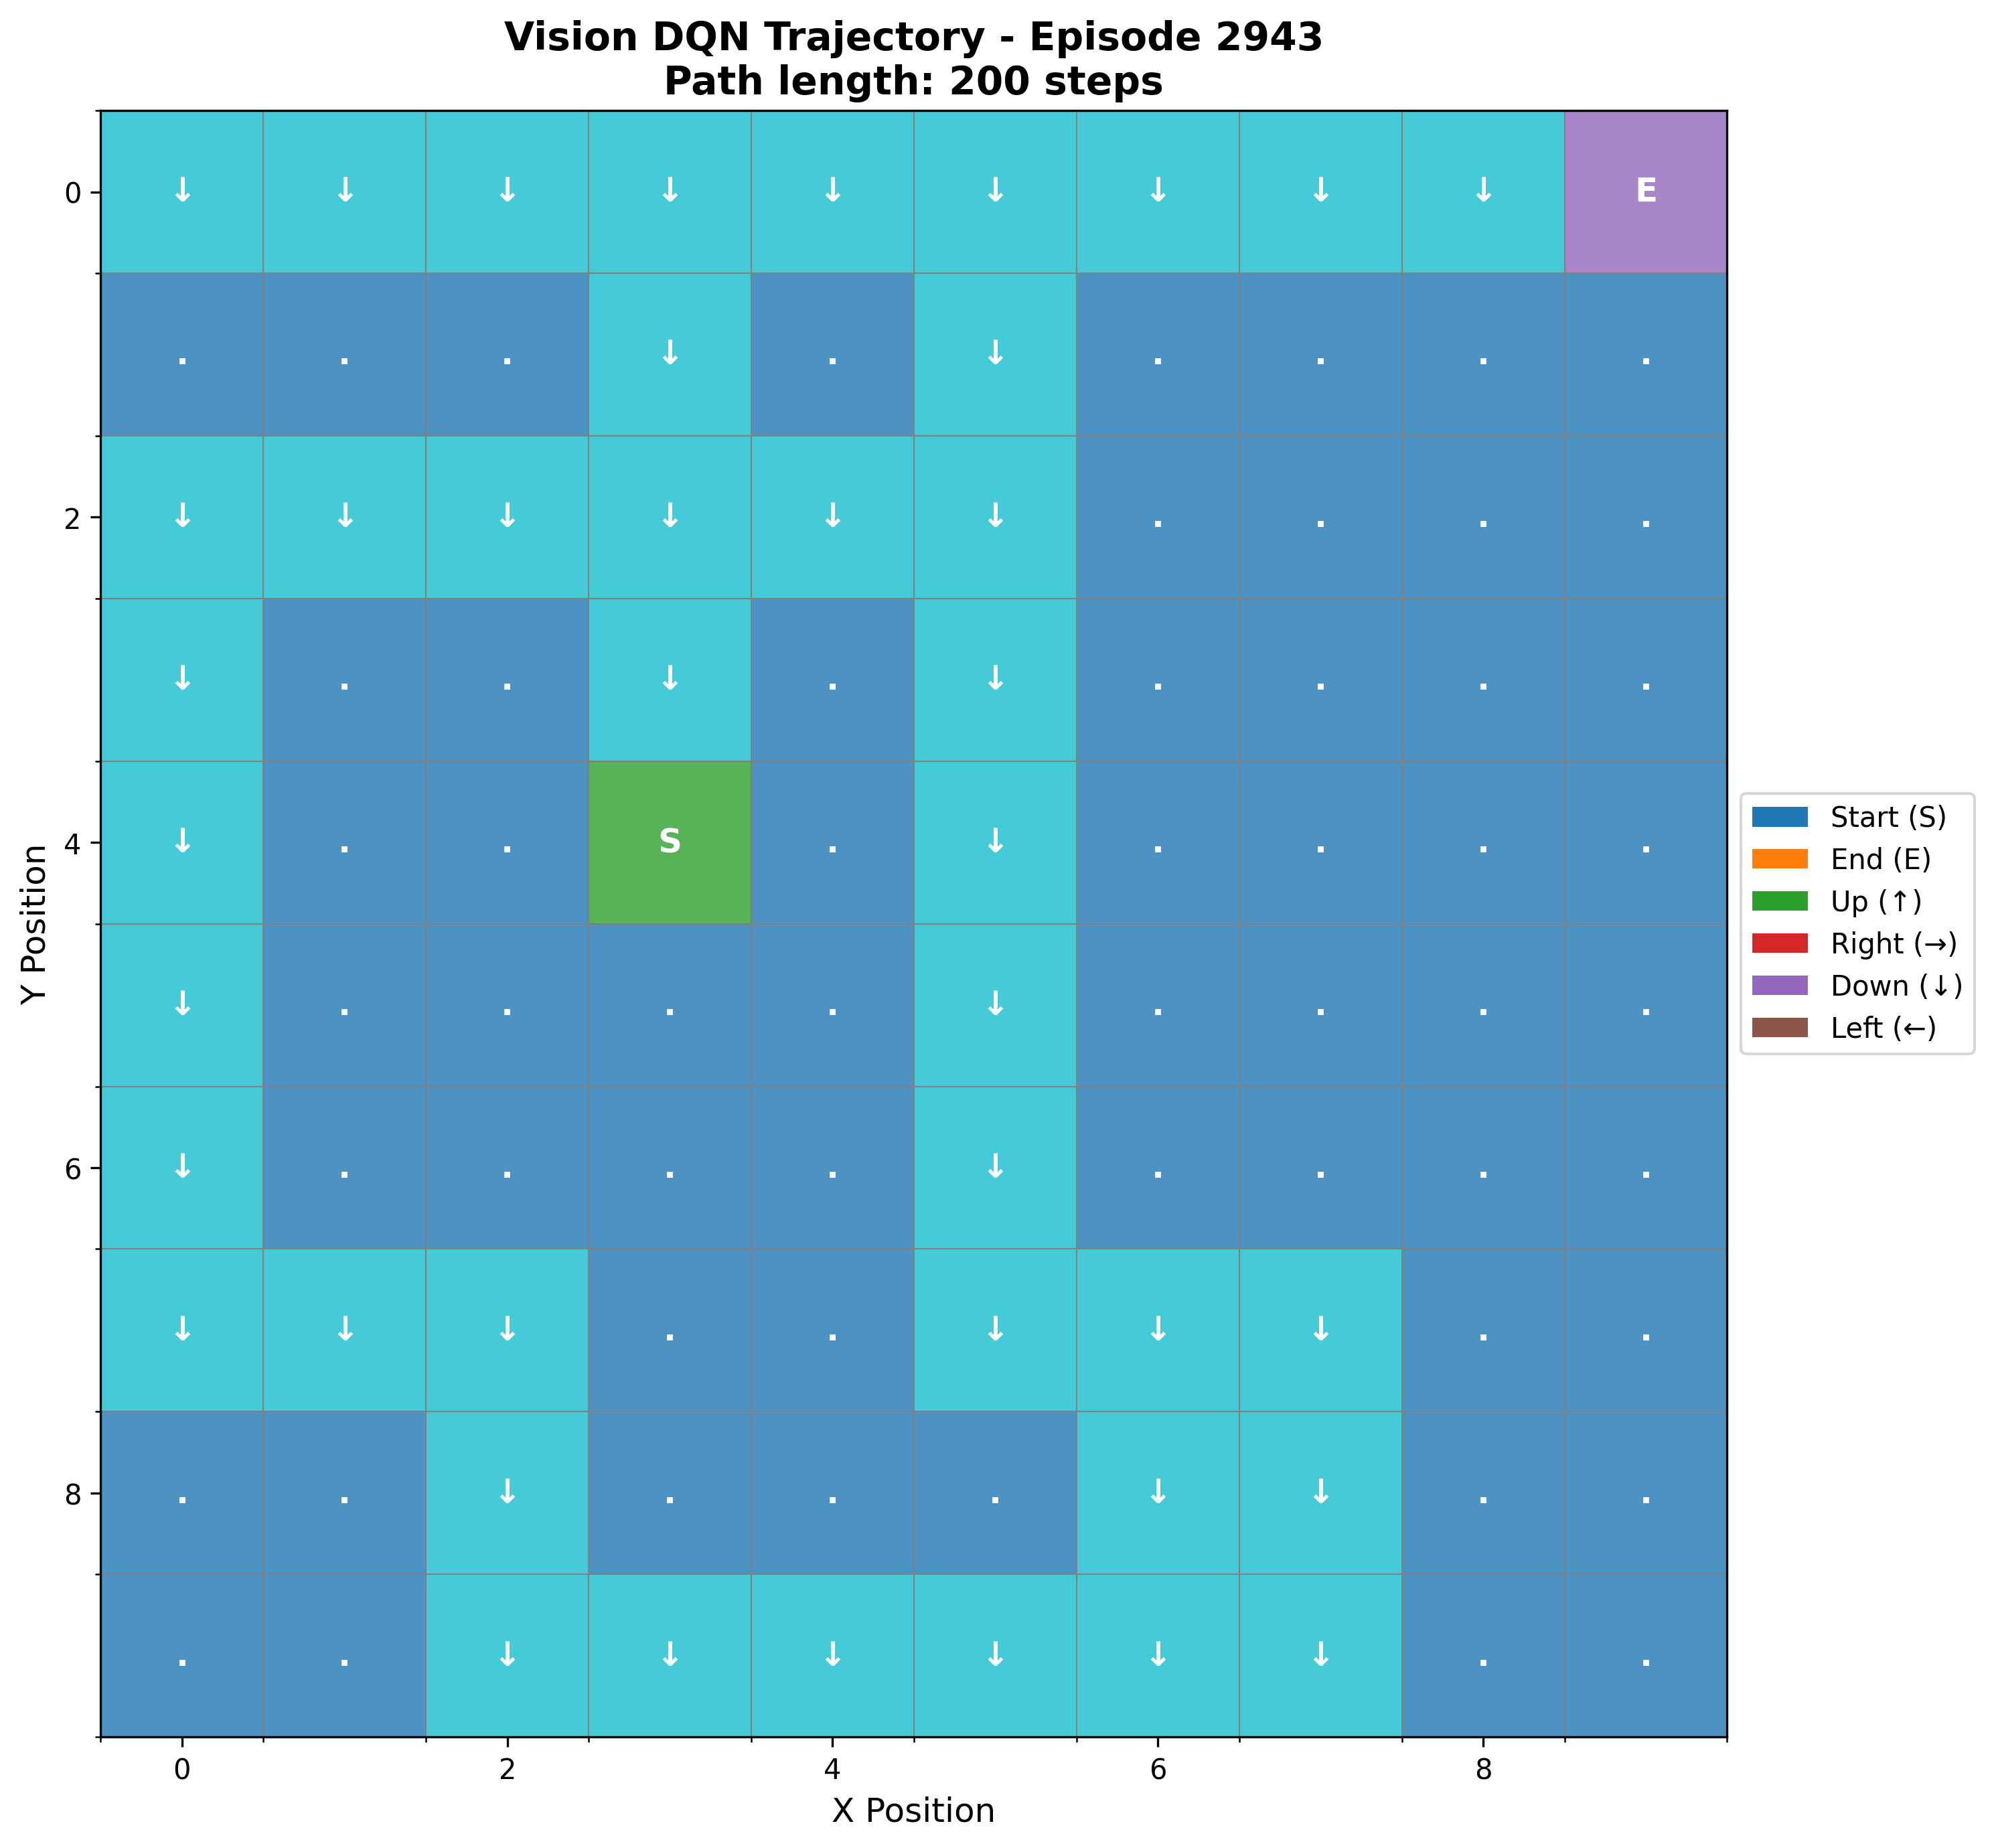 Vision DQN Trajectory - Episode 2943
Path length: 200 steps
0 ↓ ↓ ↓ ↓ ↓ ↓ ↓ ↓ ↓ E
. . . ↓ . ↓ . . . .
2 ↓ ↓ ↓ ↓ ↓ ↓ . . . .
↓ . . ↓ . ↓ . . . .
4 ↓ . . S . ↓ . . . .
↓ . . . . ↓ . . . .
6 ↓ . . . . ↓ . . . .
↓ ↓ ↓ . . ↓ ↓ ↓ . .
8 . . ↓ . . . ↓ ↓ . .
. . ↓ ↓ ↓ ↓ ↓ ↓ . .
0 2 4 6 8
X Position
Y Position
Start (S)
End (E)
Up (↑)
Right (→)
Down (↓)
Left (←)